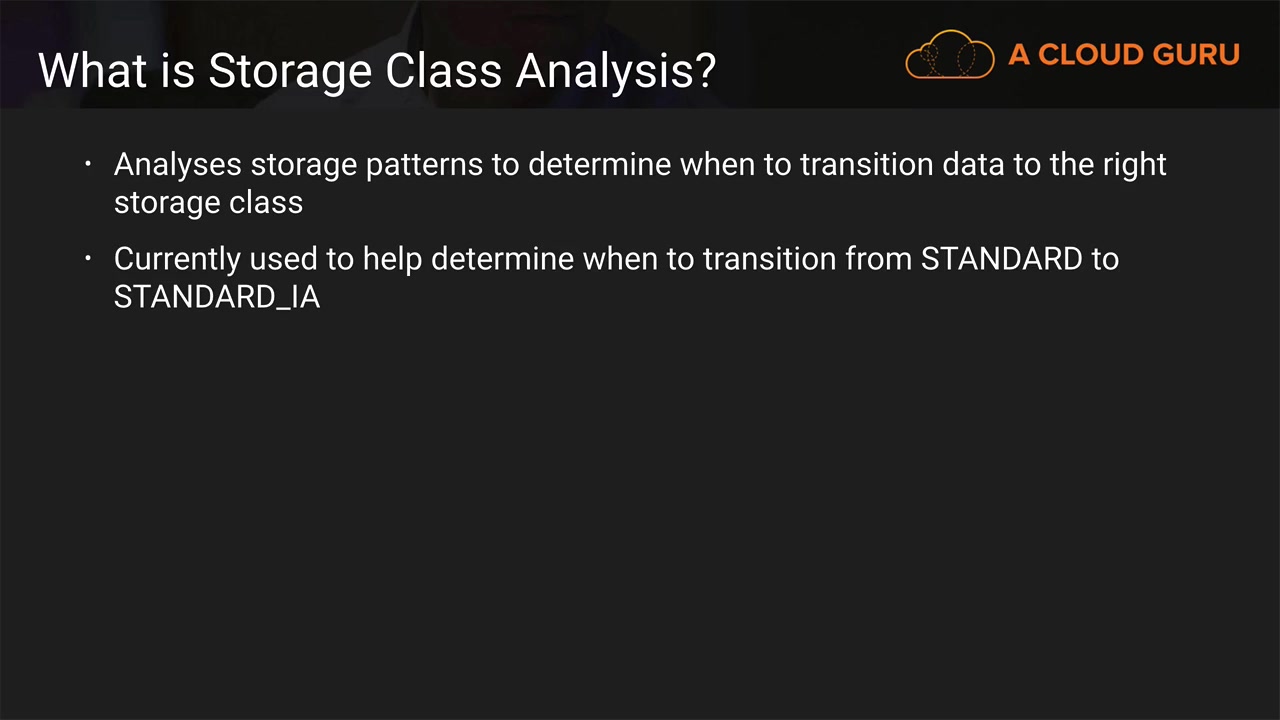 What is Storage Class Analysis?
A CLOUD GURU
• Analyses storage patterns to determine when to transition data to the right
storage class
• Currently used to help determine when to transition from STANDARD to
STANDARD_IA